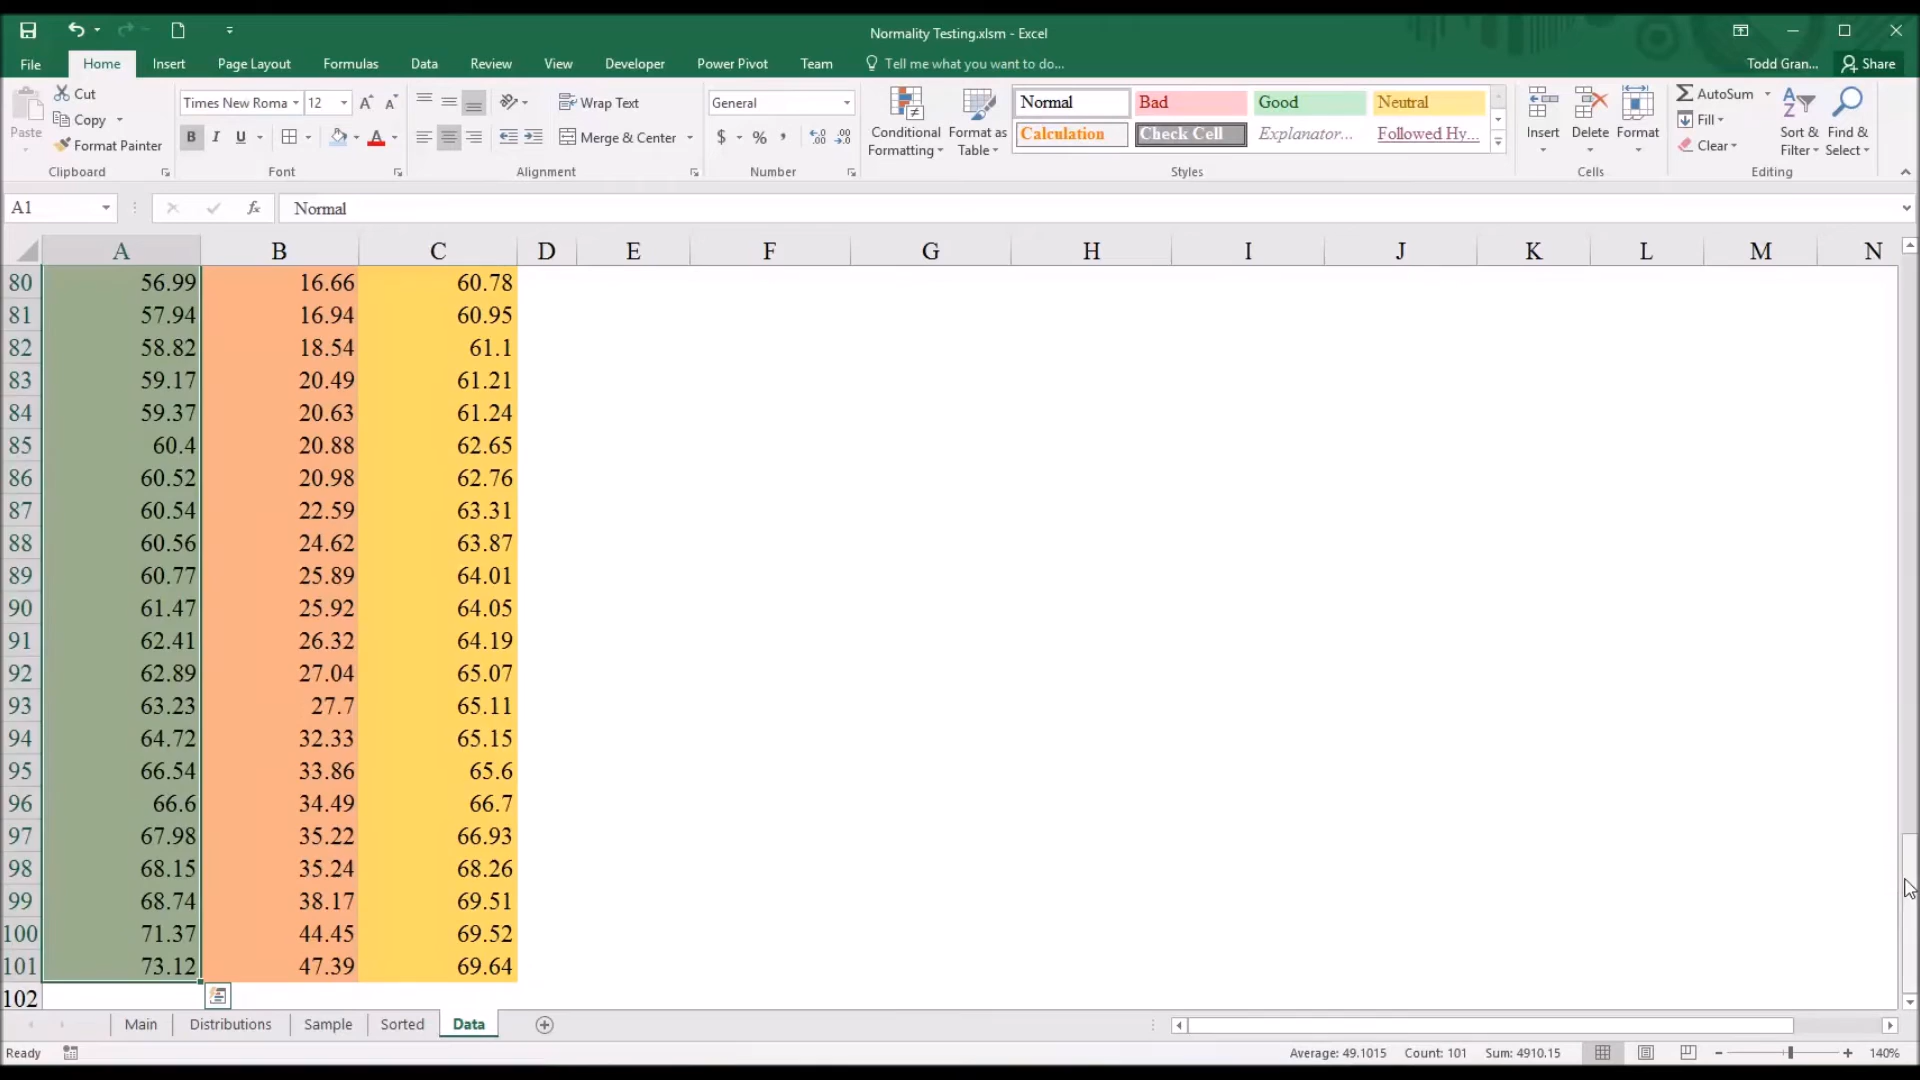 Normality Testing.xlsm - Excel
File Home Insert Page Layout Formulas Data Review View Developer Power Pivot Team Tell me what you want to do... Todd Gran... Share
Paste Cut Copy Format Painter Clipboard
Times New Roma 12 B I U A Font
Wrap Text Merge & Center Alignment
General $ % Number
Conditional Formatting Format as Table
Normal Bad Good Neutral
Calculation Check Cell Explanator... Followed Hy...
Styles
Insert Delete Format Cells
AutoSum Fill Clear Sort & Filter Find & Select Editing
A1 fx Normal
A B C D E F G H I J K L M N
80 56.99 16.66 60.78
81 57.94 16.94 60.95
82 58.82 18.54 61.1
83 59.17 20.49 61.21
84 59.37 20.63 61.24
85 60.4 20.88 62.65
86 60.52 20.98 62.76
87 60.54 22.59 63.31
88 60.56 24.62 63.87
89 60.77 25.89 64.01
90 61.47 25.92 64.05
91 62.41 26.32 64.19
92 62.89 27.04 65.07
93 63.23 27.7 65.11
94 64.72 32.33 65.15
95 66.54 33.86 65.6
96 66.6 34.49 66.7
97 67.98 35.22 66.93
98 68.15 35.24 68.26
99 68.74 38.17 69.51
100 71.37 44.45 69.52
101 73.12 47.39 69.64
102
Main Distributions Sample Sorted Data
Ready Average: 49.1015 Count: 101 Sum: 4910.15 140%